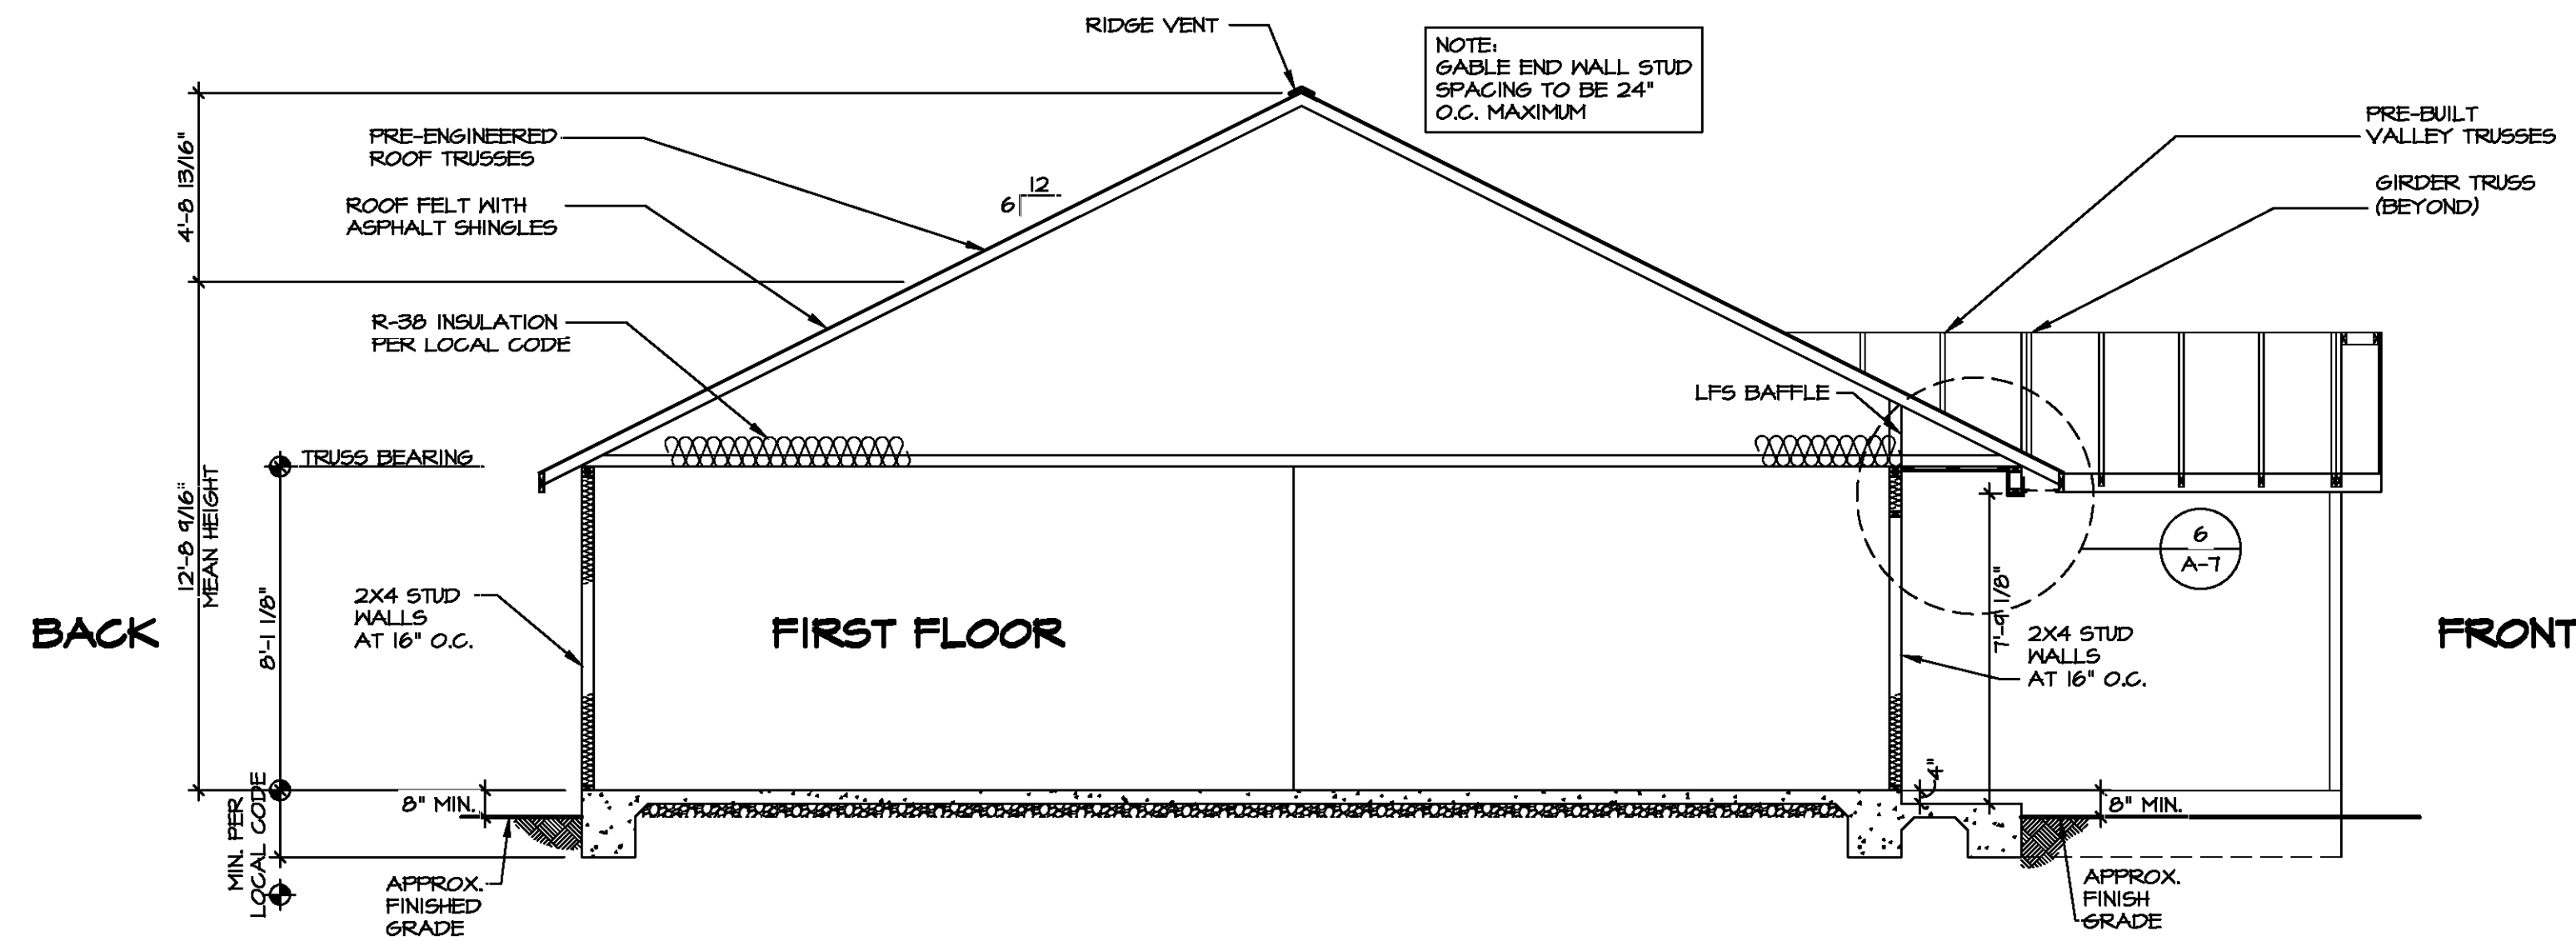 RIDGE VENT
NOTE:
GABLE END WALL STUD
SPACING TO BE 24"
O.C. MAXIMUM
PRE-BUILT
VALLEY TRUSSES
GIRDER TRUSS
(BEYOND)
PRE-ENGINEERED
ROOF TRUSSES
4'-8 13/16"
12
6
ROOF FELT WITH
ASPHALT SHINGLES
R-38 INSULATION
PER LOCAL CODE
LFS BAFFLE
TRUSS BEARING
12'-8 9/16"
MEAN HEIGHT
6
A-7
8'-1 1/8"
7'-9 1/8"
BACK
2X4 STUD
WALLS
AT 16" O.C.
FIRST FLOOR
2X4 STUD
WALLS
AT 16" O.C.
FRONT
MIN. PER
LOCAL CODE
8" MIN.
4"
8" MIN.
APPROX.
FINISHED
GRADE
APPROX.
FINISH
GRADE